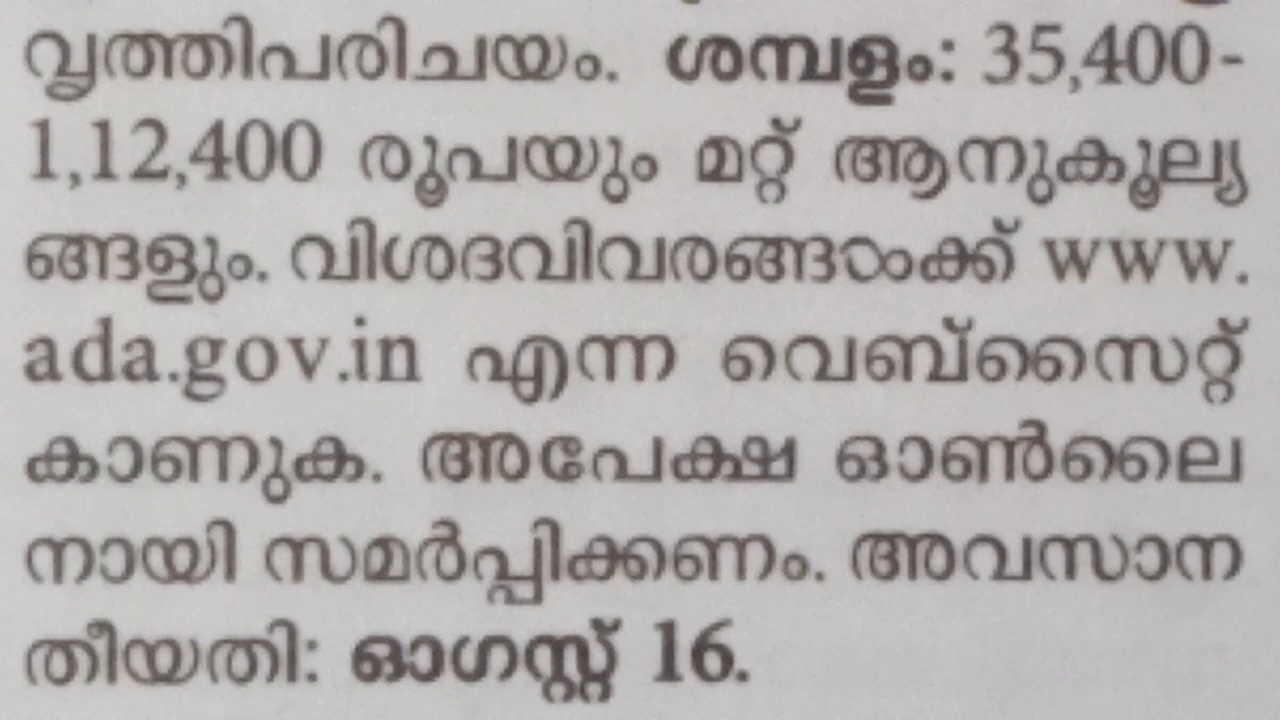 വൃത്തിപരിചയം. ശമ്പളം: 35,400-
1,12,400 രൂപയും മറ്റ് ആനുകൂല്യ
ങ്ങളും. വിശദവിവരങ്ങൾക്ക് www.
ada.gov.in എന്ന വെബ്സൈറ്റ്
കാണുക. അപേക്ഷ ഓൺലൈ
നായി സമർപ്പിക്കണം. അവസാന
തീയതി: ഓഗസ്റ്റ് 16.